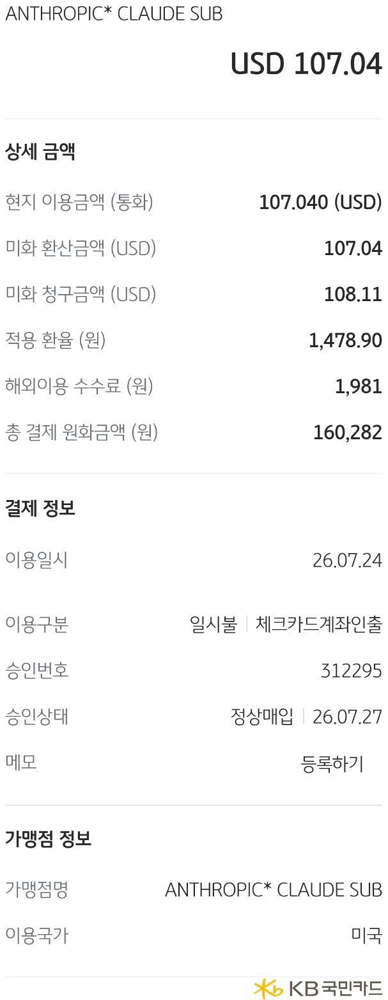 ANTHROPIC* CLAUDE SUB
USD 107.04
상세 금액
현지 이용금액 (통화) 107.040 (USD)
미화 환산금액 (USD) 107.04
미화 청구금액 (USD) 108.11
적용 환율 (원) 1,478.90
해외이용 수수료 (원) 1,981
총 결제 원화금액 (원) 160,282
결제 정보
이용일시 26.07.24
이용구분 일시불 | 체크카드계좌인출
승인번호 312295
승인상태 정상매입 | 26.07.27
메모 등록하기
가맹점 정보
가맹점명 ANTHROPIC* CLAUDE SUB
이용국가 미국
KB국민카드